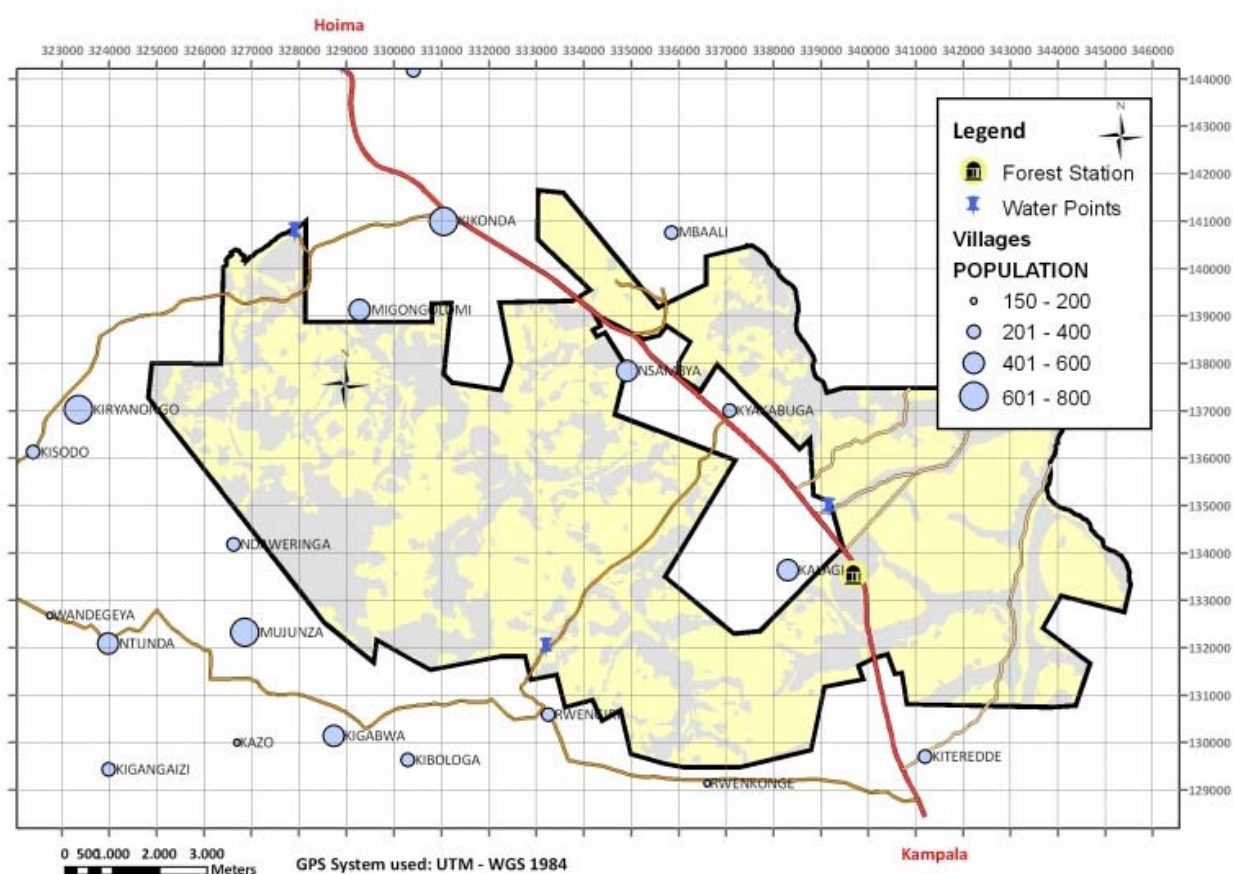 Hoima
323000 324000 325000 326000 327000 328000 329000 330000 331000 332000 333000 334000 335000 336000 337000 338000 339000 340000 341000 342000 343000 344000 345000 346000
144000
143000
142000
141000
140000
139000
138000
137000
136000
135000
134000
133000
132000
131000
130000
129000
N
Legend
Forest Station
Water Points
Villages
POPULATION
150 - 200
201 - 400
401 - 600
601 - 800
KIKONDA
MBAALI
MIGONGOLOMI
N
NSAMBYA
KIRYANONGO
KYAKABUGA
KISODO
NDAWERINGA
KALAGI
WANDEGEYA
NTUNDA
MUJUNZA
RWENGIRI
KAZO
KIGABWA
KIBOLOGA
KITEREDDE
KIGANGAIZI
RWENKONGE
0 500 1.000 2.000 3.000
Meters
GPS System used: UTM - WGS 1984
Kampala